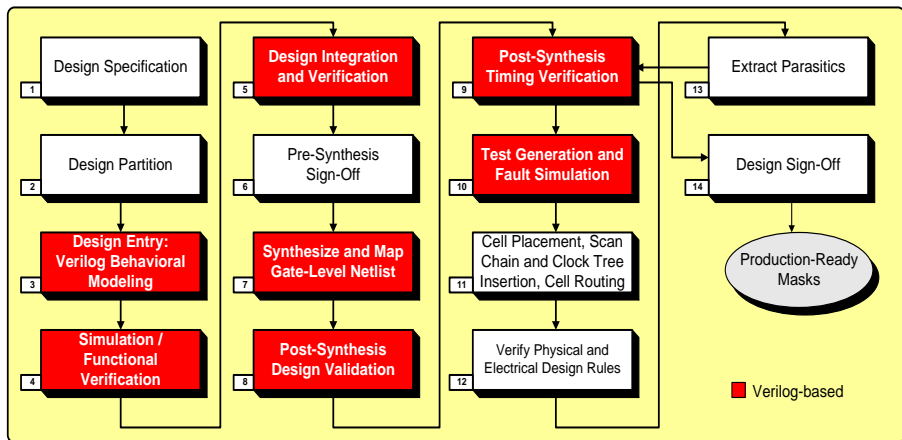 Design Specification
1
Design Partition
2
Design Entry:
Verilog Behavioral
Modeling
3
Simulation /
Functional
Verification
4
Design Integration
and Verification
5
Pre-Synthesis
Sign-Off
6
Synthesize and Map
Gate-Level Netlist
7
Post-Synthesis
Design Validation
8
Post-Synthesis
Timing Verification
9
Test Generation and
Fault Simulation
10
Cell Placement, Scan
Chain and Clock Tree
Insertion, Cell Routing
11
Verify Physical and
Electrical Design Rules
12
Extract Parasitics
13
Design Sign-Off
14
Production-Ready
Masks
Verilog-based